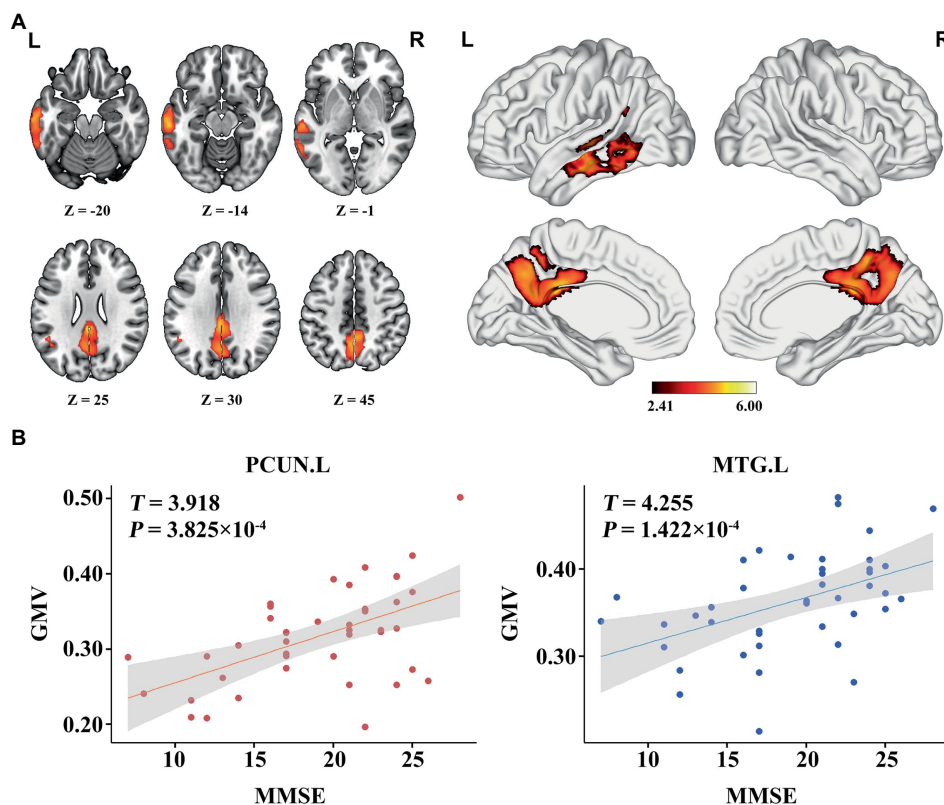 A
L R
Z = -20 Z = -14 Z = -1
Z = 25 Z = 30 Z = 45
L R
2.41 6.00
B
PCUN.L
T = 3.918
P = 3.825×10⁻⁴
GMV
0.50
0.40
0.30
0.20
10 15 20 25
MMSE
MTG.L
T = 4.255
P = 1.422×10⁻⁴
GMV
0.40
0.30
10 15 20 25
MMSE